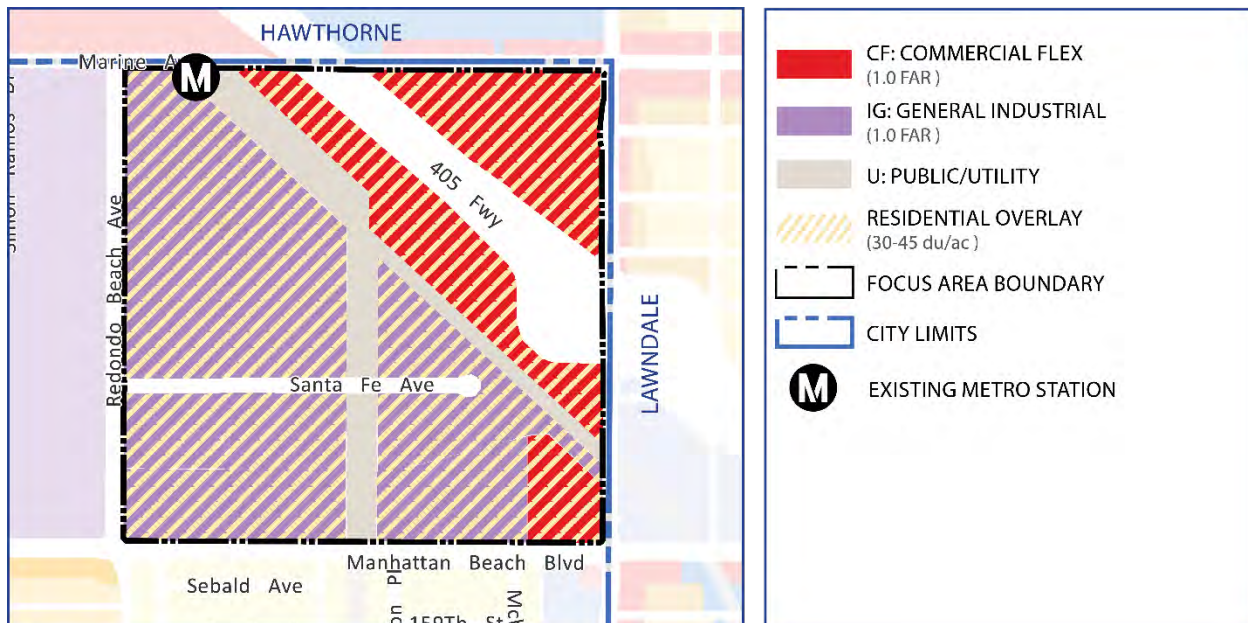 HAWTHORNE
Marine A
M
405 Fwy
Redondo Beach Ave
Santa Fe Ave
LAWNDALE
Manhattan Beach Blvd
Sebald Ave
159Th St
CF: COMMERCIAL FLEX
(1.0 FAR )
IG: GENERAL INDUSTRIAL
(1.0 FAR )
U: PUBLIC/UTILITY
RESIDENTIAL OVERLAY
(30-45 du/ac )
FOCUS AREA BOUNDARY
CITY LIMITS
M
EXISTING METRO STATION